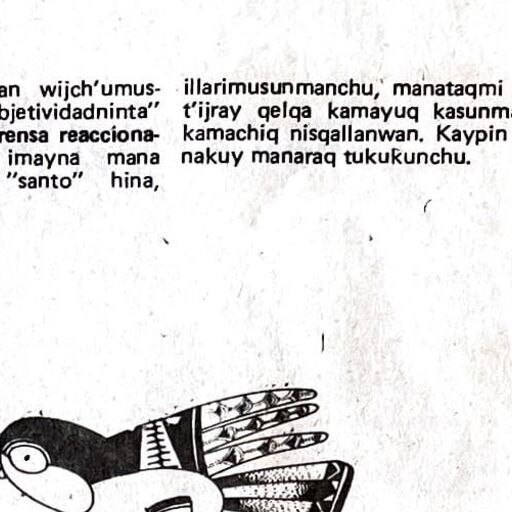 an wijch'umus-
bjetividadninta"
rensa reacciona-
imayna mana
"santo" hina,
illarimusunmanchu, manataqmi
t'ijray qelqa kamayuq kasunma
kamachiq nisqallanwan. Kaypin
nakuy manaraq tukukunchu.